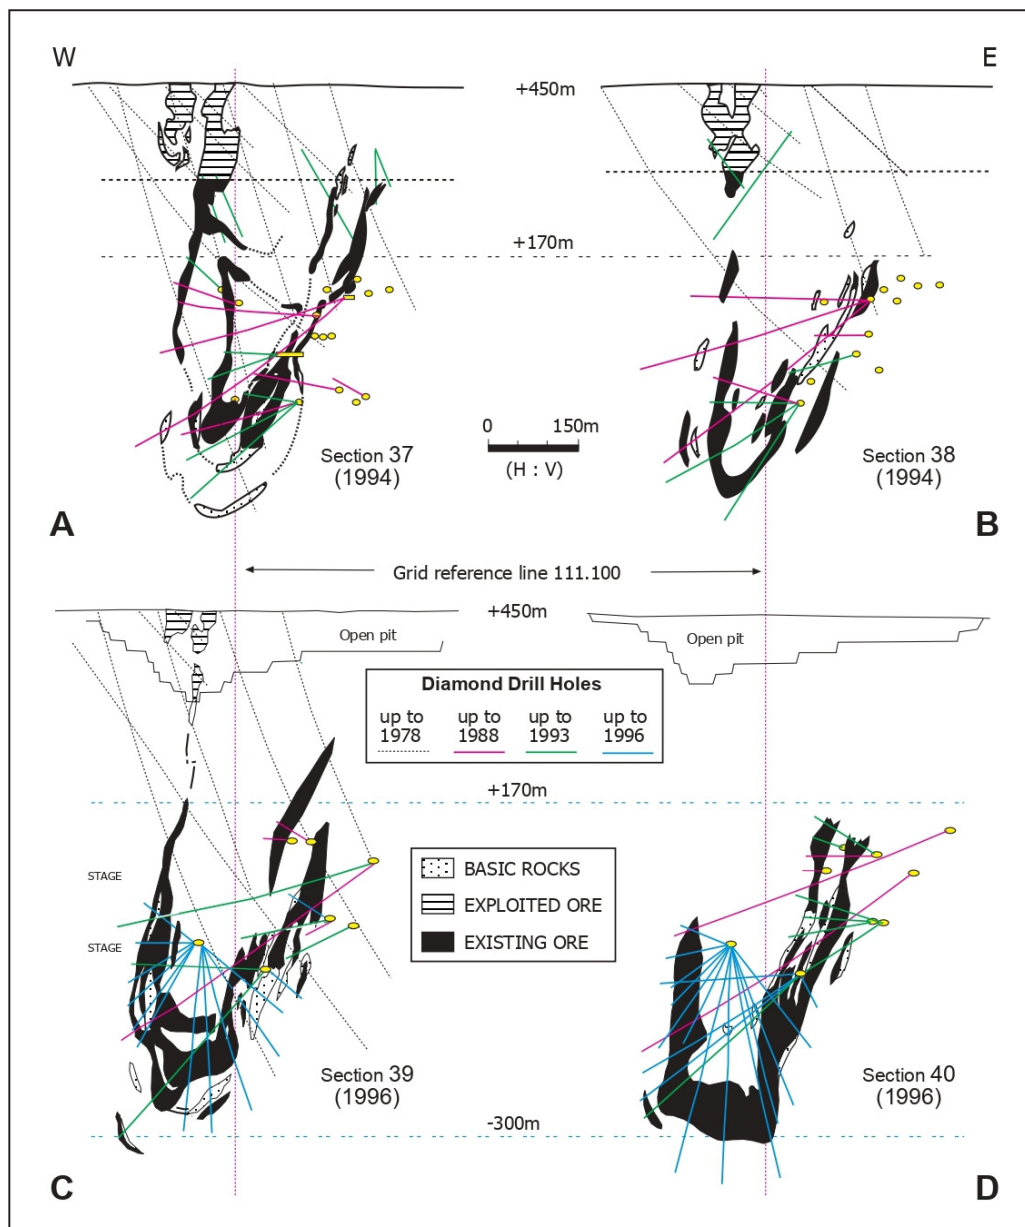 W
E
+450m
+170m
0 150m
(H : V)
Section 37
(1994)
Section 38
(1994)
A
B
Grid reference line 111.100
+450m
Open pit
Open pit
Diamond Drill Holes
up to up to up to up to
1978 1988 1993 1996
+170m
STAGE
STAGE
BASIC ROCKS
EXPLOITED ORE
EXISTING ORE
Section 39
(1996)
Section 40
(1996)
-300m
C
D